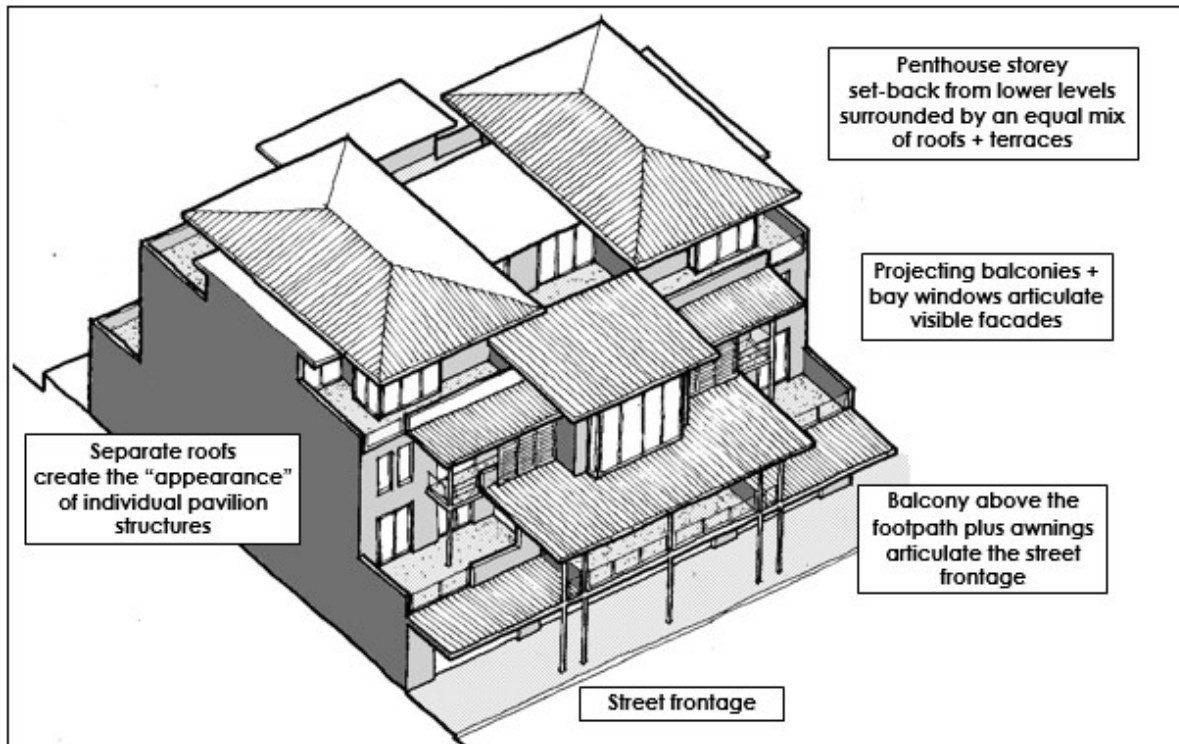 Penthouse storey
set-back from lower levels
surrounded by an equal mix
of roofs + terraces
Projecting balconies +
bay windows articulate
visible facades
Separate roofs
create the “appearance”
of individual pavilion
structures
Balcony above the
footpath plus awnings
articulate the street
frontage
Street frontage